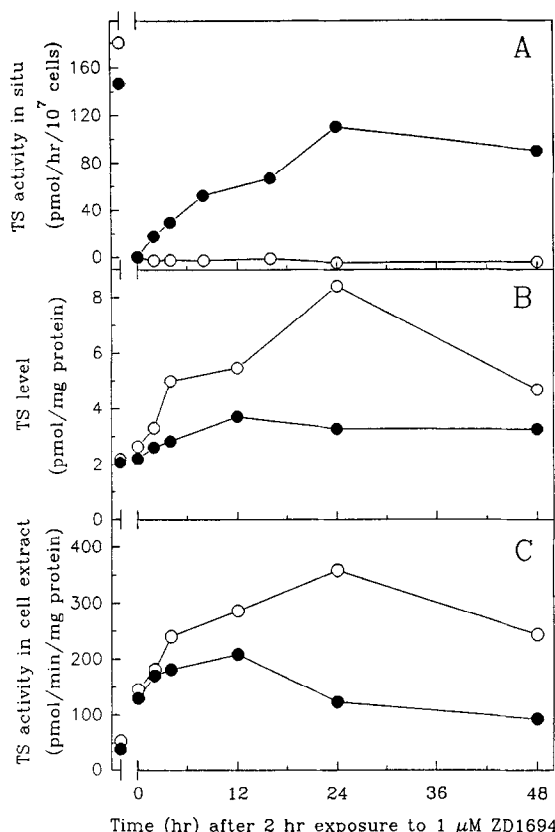 A
TS activity in situ
(pmol/hr/10⁷ cells)
160
120
80
40
0
B
TS level
(pmol/mg protein)
8
6
4
2
0
C
TS activity in cell extract
(pmol/min/mg protein)
400
300
200
100
0
0 12 24 36 48
Time (hr) after 2 hr exposure to 1 μM ZD1694